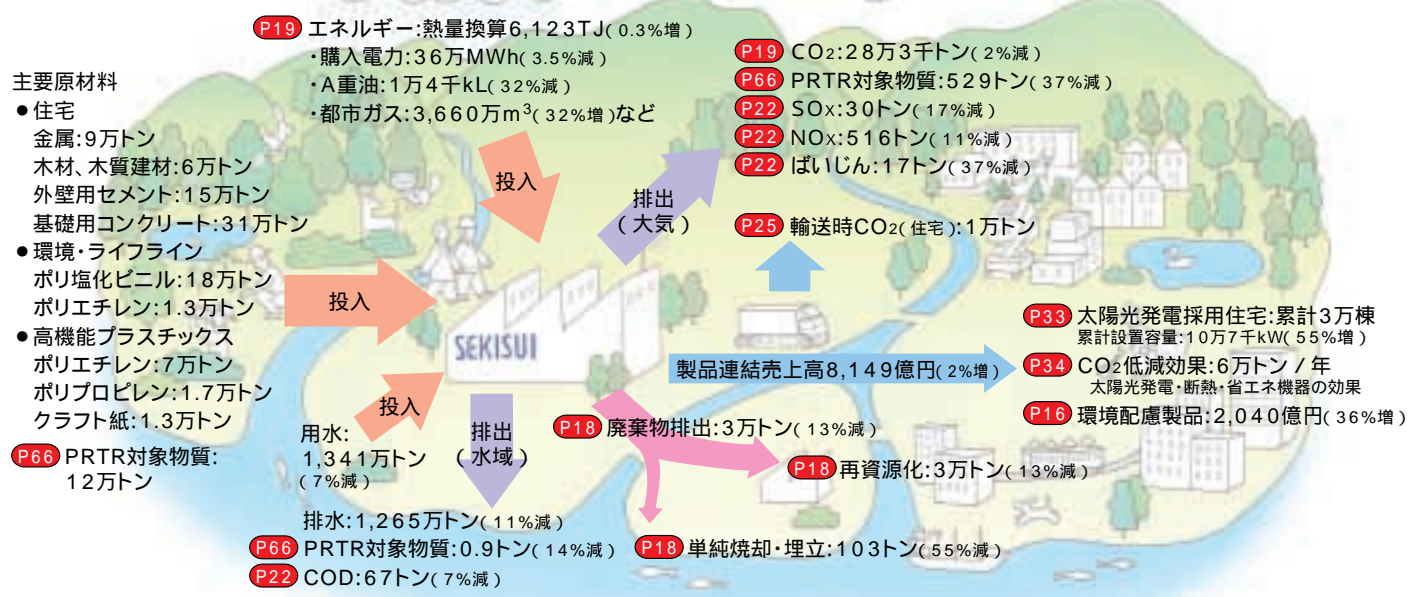 P19 エネルギー:熱量換算6,123TJ(0.3%増)
・購入電力:36万MWh(3.5%減)
・A重油:1万4千kL(32%減)
・都市ガス:3,660万m³(32%増)など
主要原材料
●住宅
金属:9万トン
木材、木質建材:6万トン
外壁用セメント:15万トン
基礎用コンクリート:31万トン
●環境・ライフライン
ポリ塩化ビニル:18万トン
ポリエチレン:1.3万トン
●高機能プラスチックス
ポリエチレン:7万トン
ポリプロピレン:1.7万トン
クラフト紙:1.3万トン
P66 PRTR対象物質:
12万トン
投入
投入
投入
用水:
1,341万トン
(7%減)
SEKISUI
排出
(大気)
P19 CO₂:28万3千トン(2%減)
P66 PRTR対象物質:529トン(37%減)
P22 SOx:30トン(17%減)
P22 NOx:516トン(11%減)
P22 ばいじん:17トン(37%減)
P25 輸送時CO₂(住宅):1万トン
製品連結売上高8,149億円(2%増)
P33 太陽光発電採用住宅:累計3万棟
累計設置容量:10万7千kW(55%増)
P34 CO₂低減効果:6万トン/年
太陽光発電・断熱・省エネ機器の効果
P16 環境配慮製品:2,040億円(36%増)
排出
(水域)
排水:1,265万トン(11%減)
P66 PRTR対象物質:0.9トン(14%減)
P22 COD:67トン(7%減)
P18 廃棄物排出:3万トン(13%減)
P18 再資源化:3万トン(13%減)
P18 単純焼却・埋立:103トン(55%減)